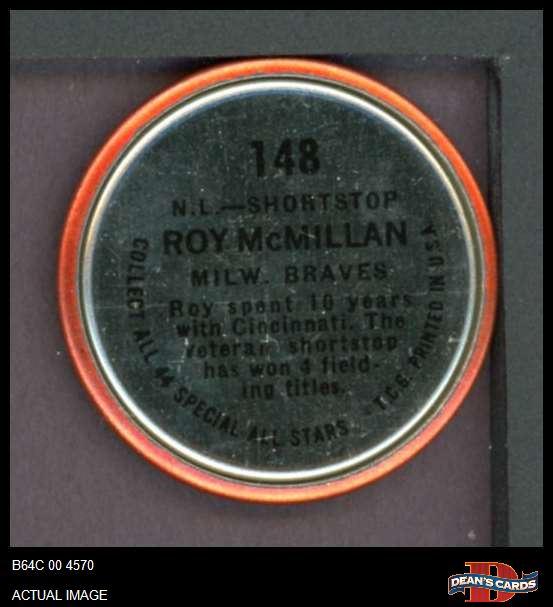 148
N.L.—SHORTSTOP
ROY McMILLAN
MILW. BRAVES
Roy spent 10 years
with Cincinnati. The
veteran shortstop
has won 4 field-
ing titles.
COLLECT ALL 44 SPECIAL ALL STARS
© T.C.G. PRINTED IN U.S.A.
B64C 00 4570
ACTUAL IMAGE
D
DEAN'S CARDS